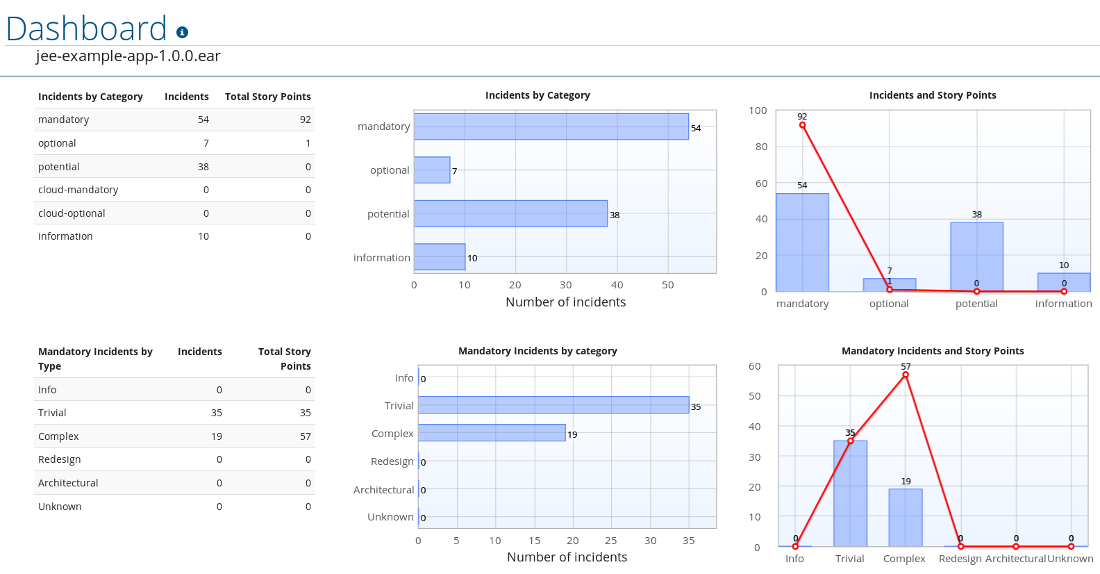 Dashboard
jee-example-app-1.0.0.ear
Incidents by Category Incidents Total Story Points
mandatory 54 92
optional 7 1
potential 38 0
cloud-mandatory 0 0
cloud-optional 0 0
information 10 0
Incidents by Category
mandatory 54
optional 7
potential 38
information 10
0 10 20 30 40 50
Number of incidents
Incidents and Story Points
100
80
60
40
20
0
92
54
7
1
38
0
10
0
mandatory optional potential information
Mandatory Incidents by Type Incidents Total Story Points
Info 0 0
Trivial 35 35
Complex 19 57
Redesign 0 0
Architectural 0 0
Unknown 0 0
Mandatory Incidents by category
Info 0
Trivial 35
Complex 19
Redesign 0
Architectural 0
Unknown 0
0 5 10 15 20 25 30 35
Number of incidents
Mandatory Incidents and Story Points
60
50
40
30
20
10
0
0
35
57
19
0
0
0
Info Trivial Complex Redesign Architectural Unknown